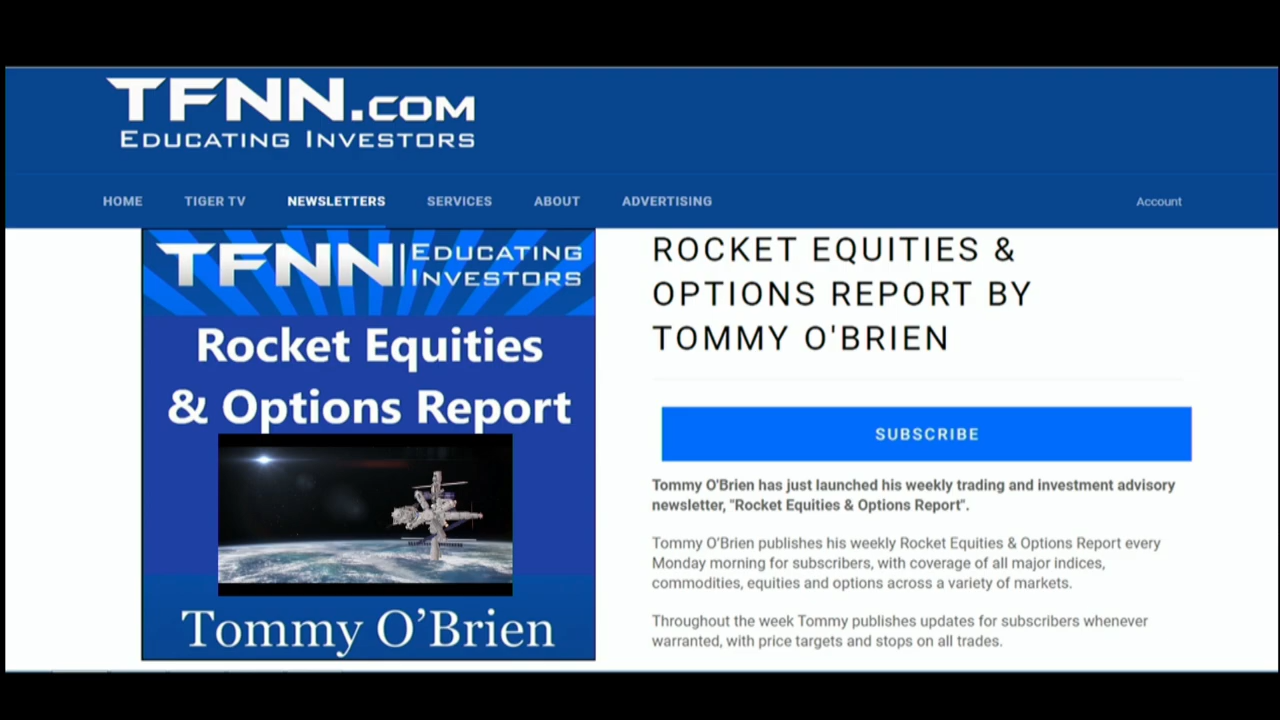 TFNN.COM
EDUCATING INVESTORS
HOME TIGER TV NEWSLETTERS SERVICES ABOUT ADVERTISING Account
TFNN EDUCATING
INVESTORS
Rocket Equities
& Options Report
Tommy O’Brien
ROCKET EQUITIES &
OPTIONS REPORT BY
TOMMY O'BRIEN
SUBSCRIBE
Tommy O'Brien has just launched his weekly trading and investment advisory
newsletter, "Rocket Equities & Options Report".
Tommy O’Brien publishes his weekly Rocket Equities & Options Report every
Monday morning for subscribers, with coverage of all major indices,
commodities, equities and options across a variety of markets.
Throughout the week Tommy publishes updates for subscribers whenever
warranted, with price targets and stops on all trades.